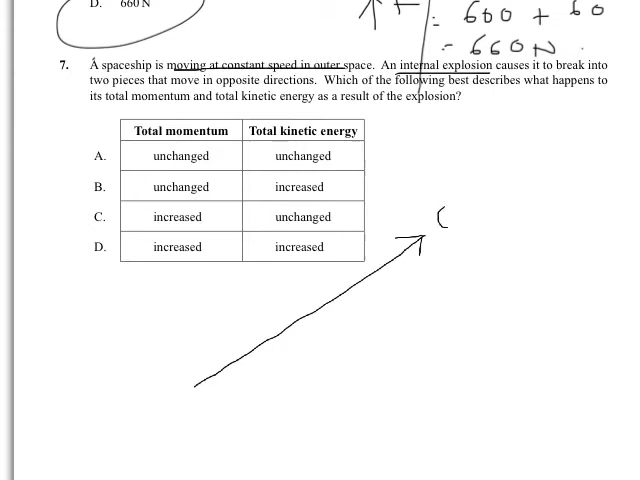 D. 660 N
= 600 + 60
= 660 N .
7. A spaceship is moving at constant speed in outer space. An internal explosion causes it to break into
two pieces that move in opposite directions. Which of the following best describes what happens to
its total momentum and total kinetic energy as a result of the explosion?
Total momentum Total kinetic energy
A. unchanged unchanged
B. unchanged increased
C. increased unchanged
D. increased increased